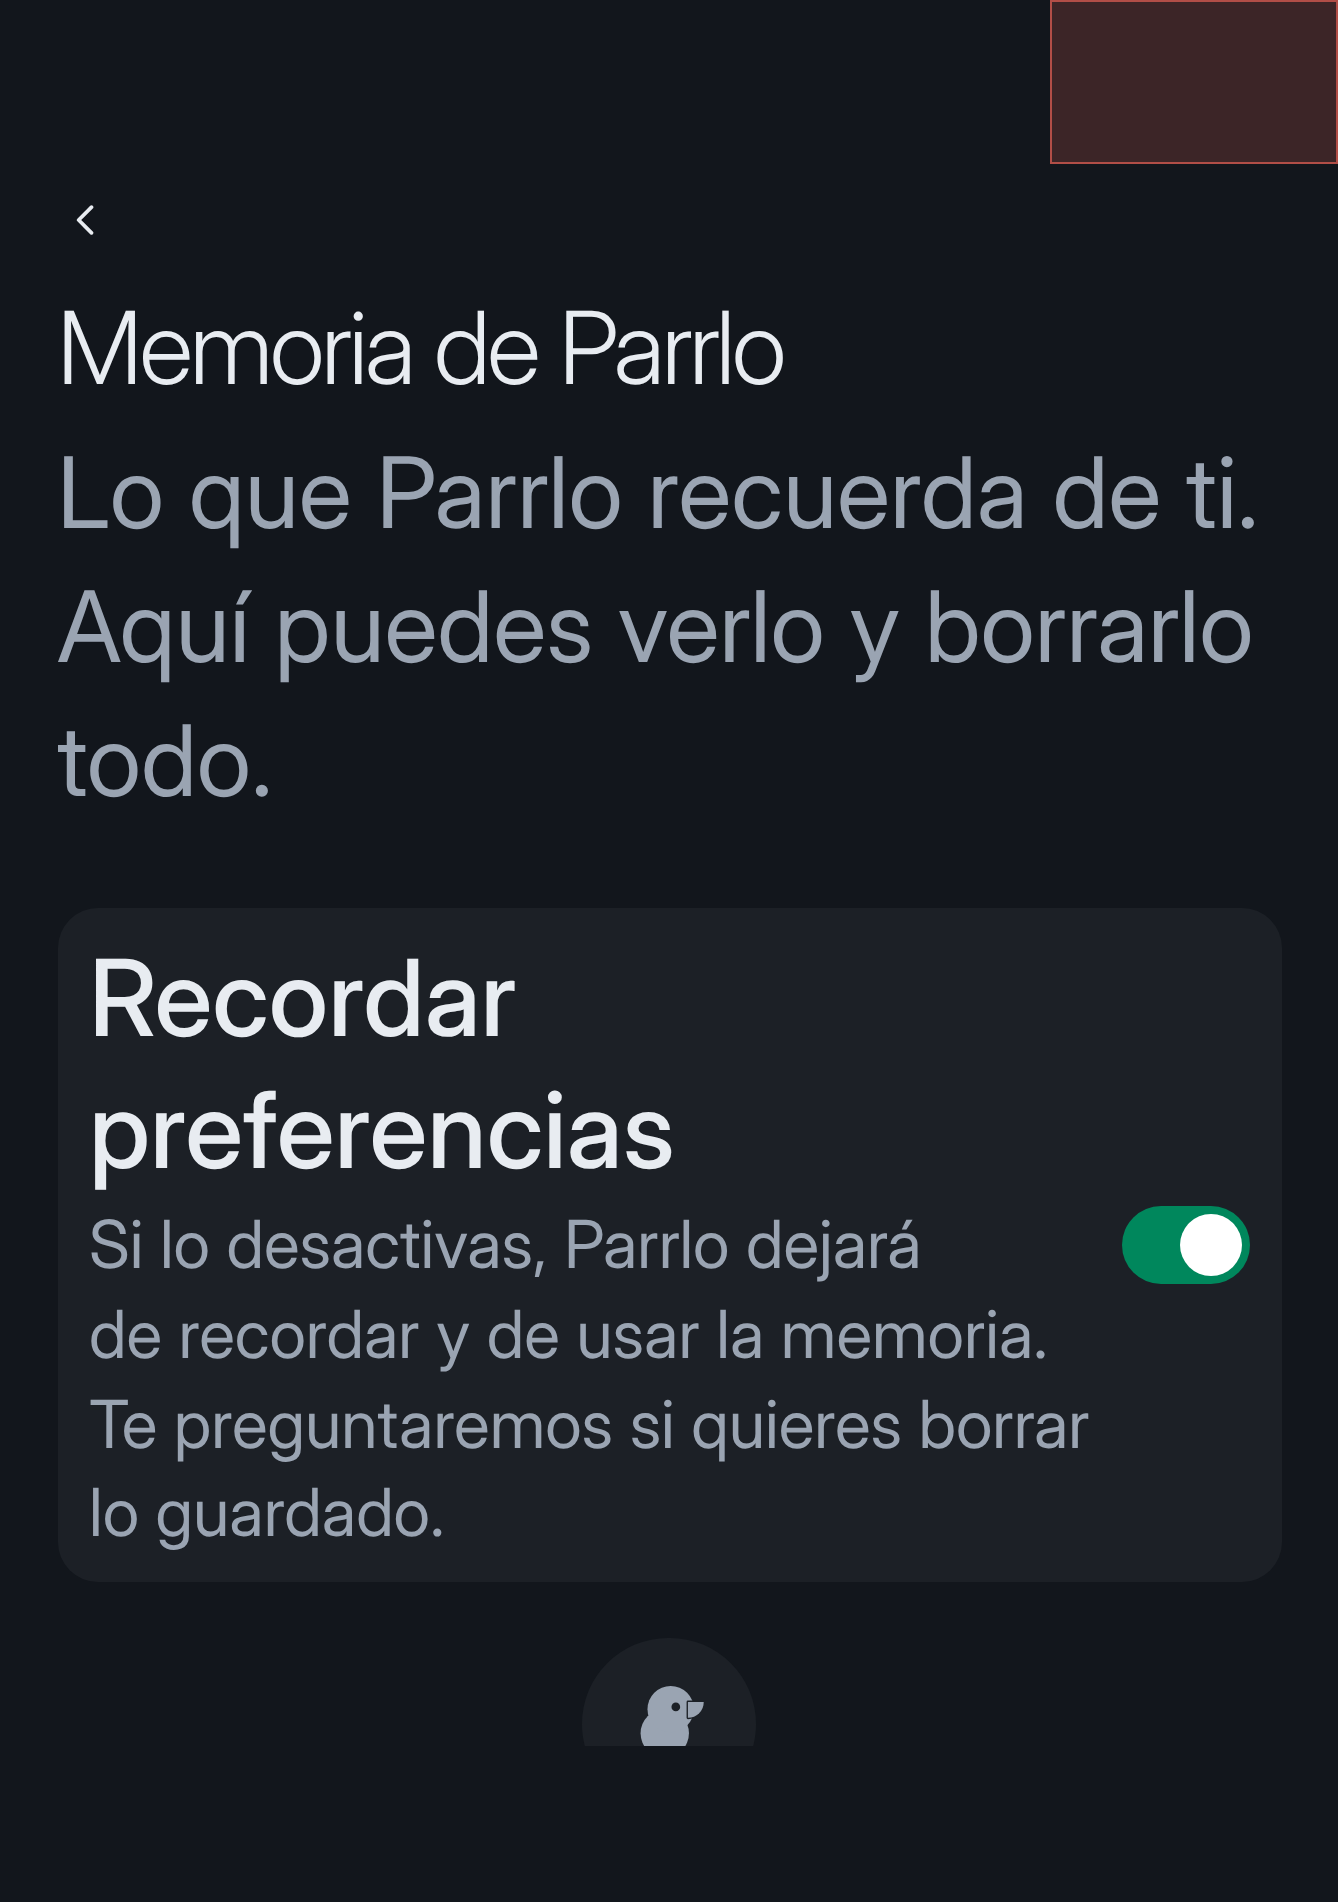 Memoria de Parrlo
Lo que Parrlo recuerda de ti.
Aquí puedes verlo y borrarlo
todo.
Recordar
preferencias
Si lo desactivas, Parrlo dejará
de recordar y de usar la memoria.
Te preguntaremos si quieres borrar
lo guardado.